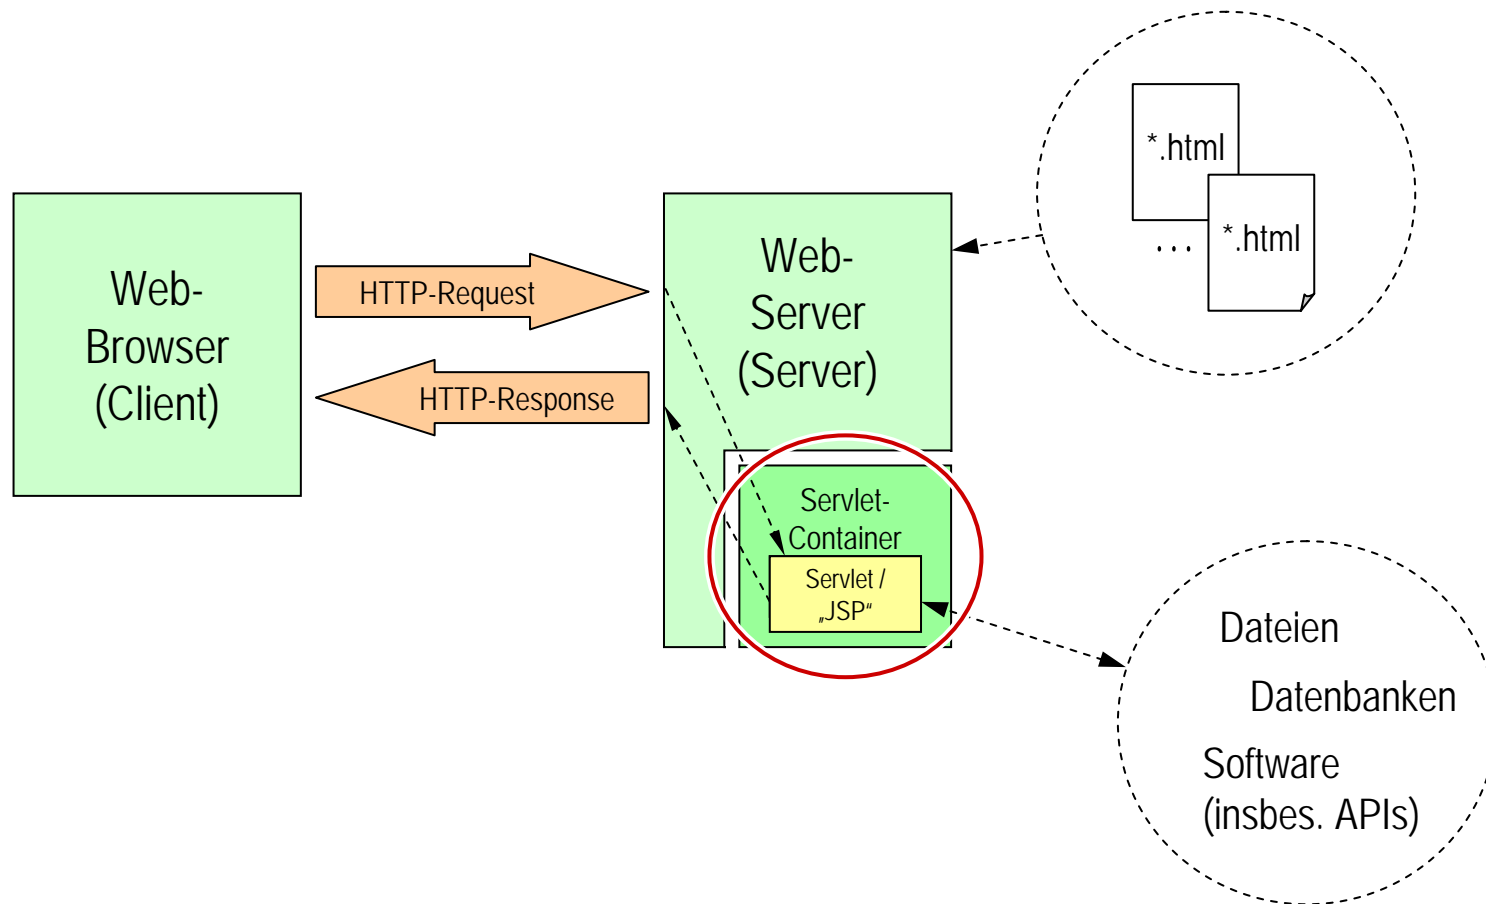 Web-
Browser
(Client)
HTTP-Request
HTTP-Response
Web-
Server
(Server)
Servlet-
Container
Servlet /
„JSP“
*.html
. . .
*.html
Dateien
Datenbanken
Software
(insbes. APIs)